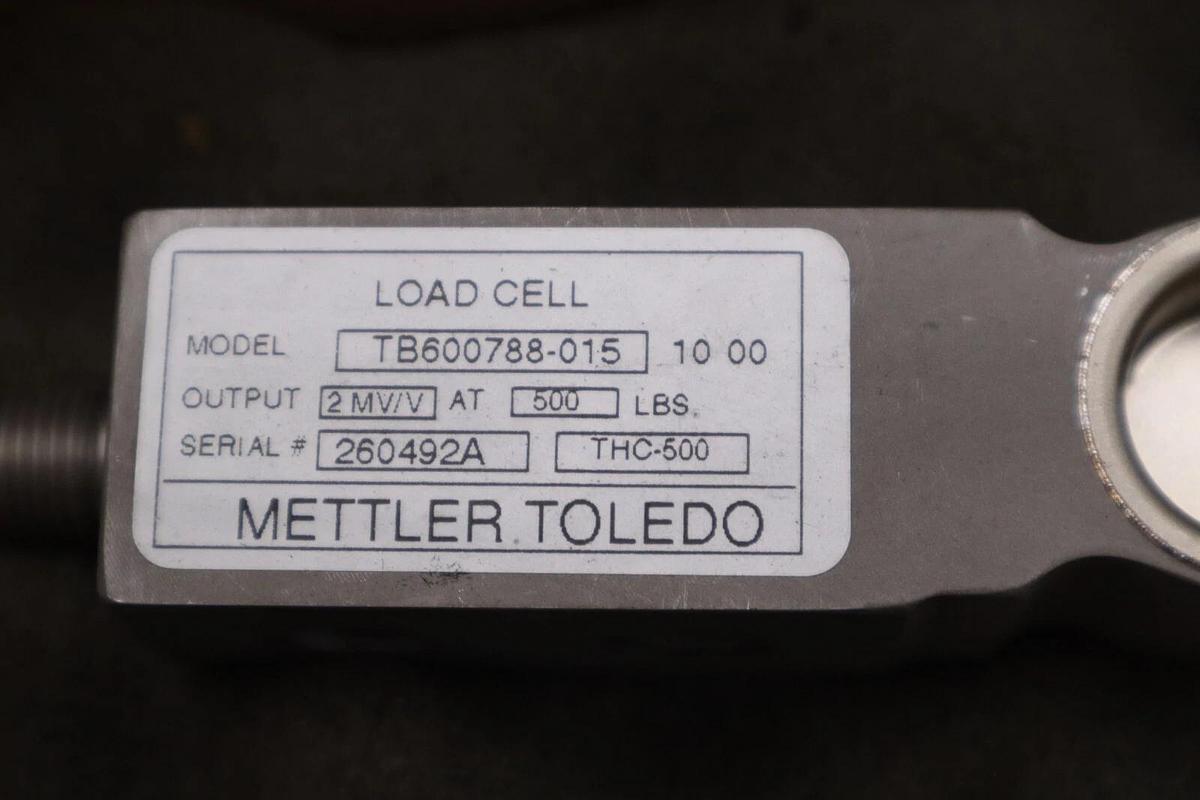 LOAD CELL
MODEL TB600788-015 10 00
OUTPUT 2 MV/V AT 500 LBS.
SERIAL # 260492A THC-500
METTLER TOLEDO